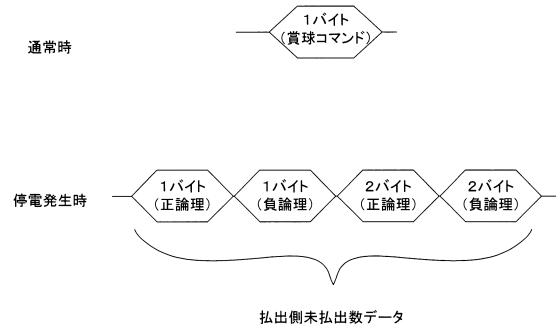 通常時
1バイト
(賞球コマンド)
停電発生時
1バイト
(正論理)
1バイト
(負論理)
2バイト
(正論理)
2バイト
(負論理)
払出側未払出数データ